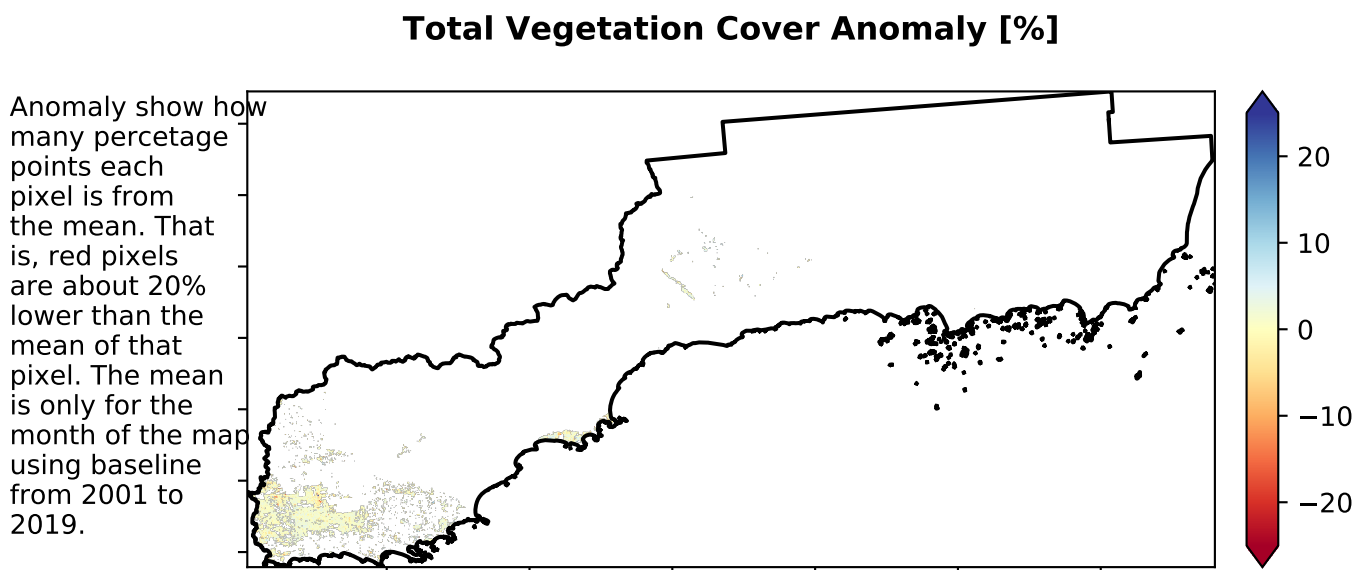 Total Vegetation Cover Anomaly [%]
Anomaly show how
many percetage
points each
pixel is from
the mean. That
is, red pixels
are about 20%
lower than the
mean of that
pixel. The mean
is only for the
month of the map
using baseline
from 2001 to
2019.
20
10
0
−10
−20